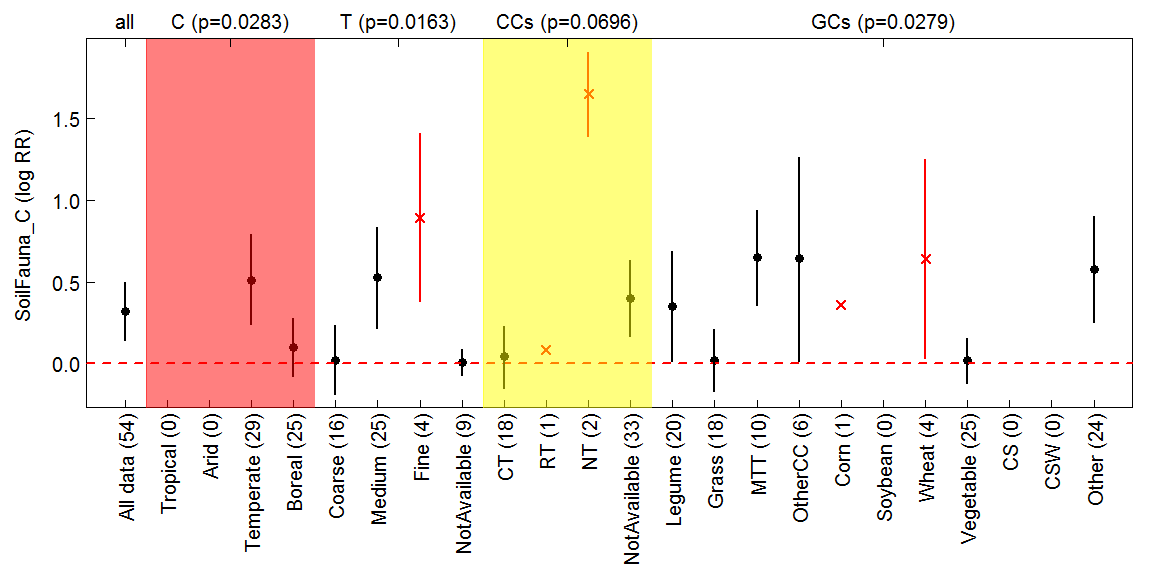 all
C (p=0.0283)
T (p=0.0163)
CCs (p=0.0696)
GCs (p=0.0279)
SoilFauna_C (log RR)
1.5
1.0
0.5
0.0
All data (54)
Tropical (0)
Arid (0)
Temperate (29)
Boreal (25)
Coarse (16)
Medium (25)
Fine (4)
NotAvailable (9)
CT (18)
RT (1)
NT (2)
NotAvailable (33)
Legume (20)
Grass (18)
MTT (10)
OtherCC (6)
Corn (1)
Soybean (0)
Wheat (4)
Vegetable (25)
CS (0)
CSW (0)
Other (24)